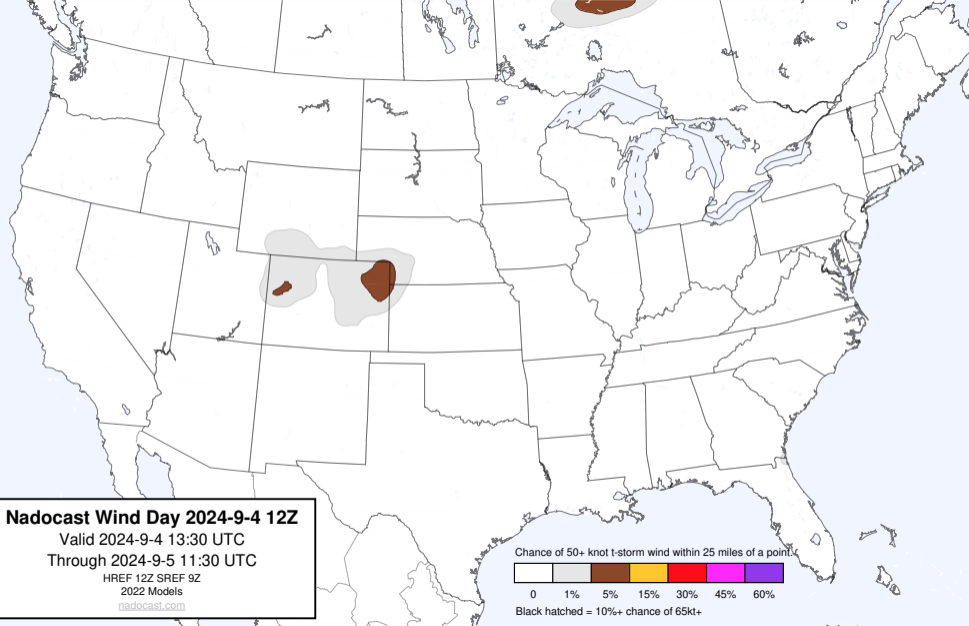 Nadocast Wind Day 2024-9-4 12Z
Valid 2024-9-4 13:30 UTC
Through 2024-9-5 11:30 UTC
HREF 12Z SREF 9Z
2022 Models
nadocast.com
Chance of 50+ knot t-storm wind within 25 miles of a point.
0 1% 5% 15% 30% 45% 60%
Black hatched = 10%+ chance of 65kt+